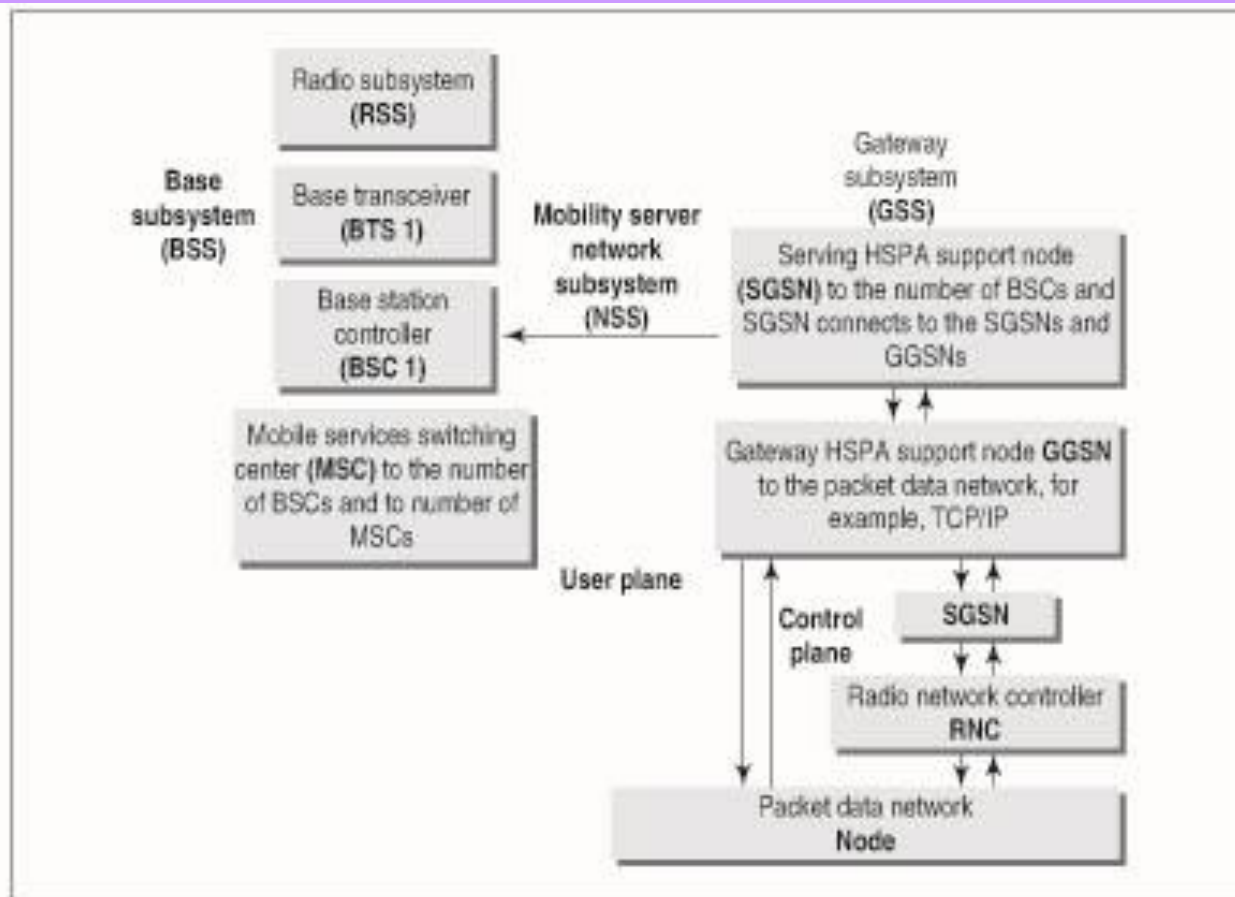 Radio subsystem
(RSS)
Base
subsystem
(BSS)
Base transceiver
(BTS 1)
Base station
controller
(BSC 1)
Mobile services switching
center (MSC) to the number
of BSCs and to number of
MSCs
Mobility server
network
subsystem
(NSS)
Gateway
subsystem
(GSS)
Serving HSPA support node
(SGSN) to the number of BSCs and
SGSN connects to the SGSNs and
GGSNs
Gateway HSPA support node GGSN
to the packet data network, for
example, TCP/IP
User plane
Control
plane
SGSN
Radio network controller
RNC
Packet data network
Node